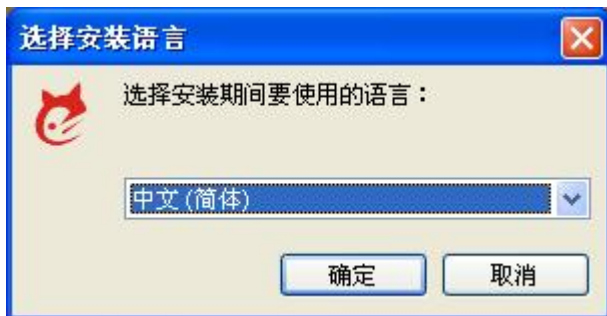 选择安装语言
选择安装期间要使用的语言：
中文 (简体)
确定
取消